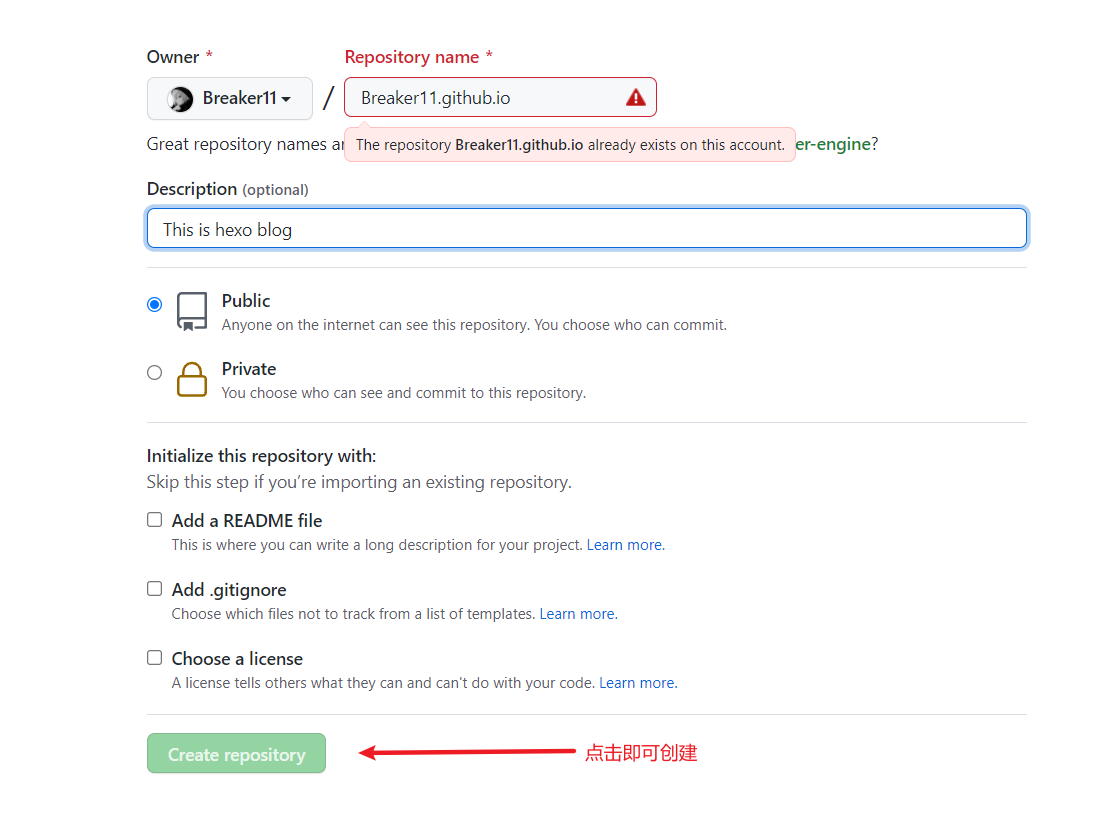 Owner * Repository name *
Breaker11 / Breaker11.github.io
Great repository names er-engine?
The repository Breaker11.github.io already exists on this account.
Description (optional)
This is hexo blog
Public
Anyone on the internet can see this repository. You choose who can commit.
Private
You choose who can see and commit to this repository.
Initialize this repository with:
Skip this step if you’re importing an existing repository.
Add a README file
This is where you can write a long description for your project. Learn more.
Add .gitignore
Choose which files not to track from a list of templates. Learn more.
Choose a license
A license tells others what they can and can't do with your code. Learn more.
Create repository 点击即可创建